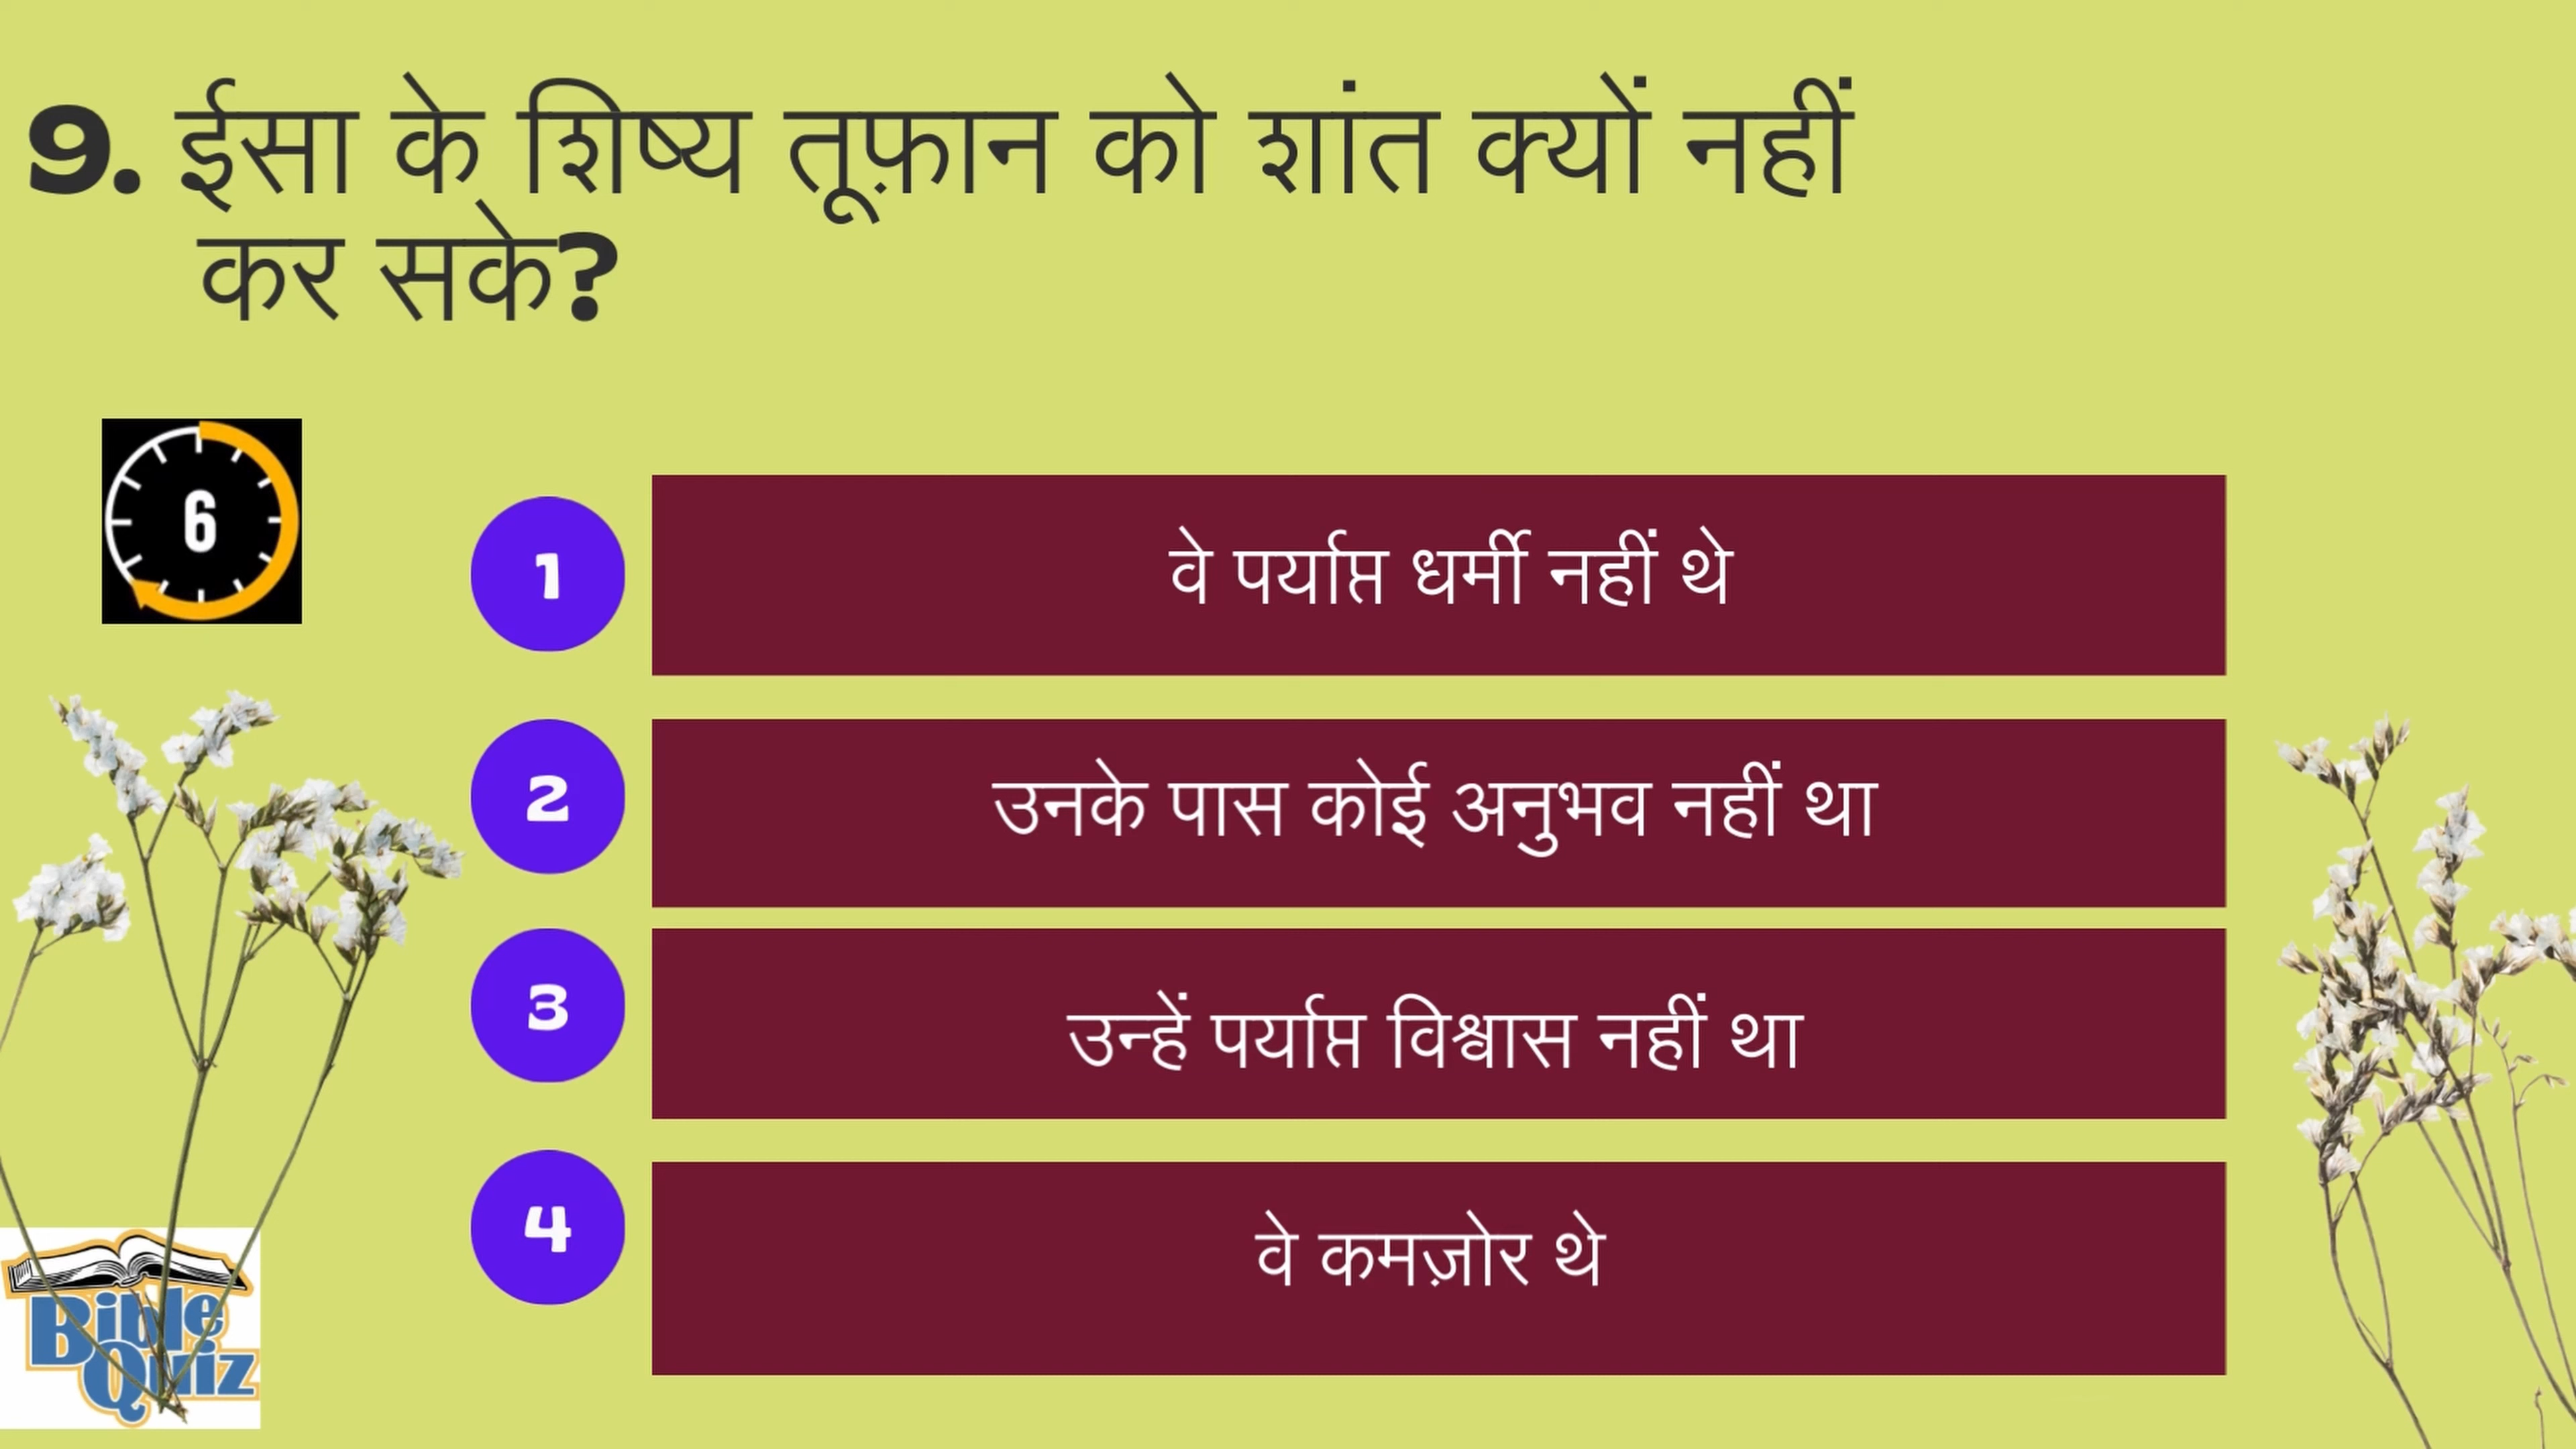 9. ईसा के शिष्य तूफ़ान को शांत क्यों नहीं
कर सके?
6
1
वे पर्याप्त धर्मी नहीं थे
2
उनके पास कोई अनुभव नहीं था
3
उन्हें पर्याप्त विश्वास नहीं था
4
वे कमज़ोर थे
Bible
Quiz